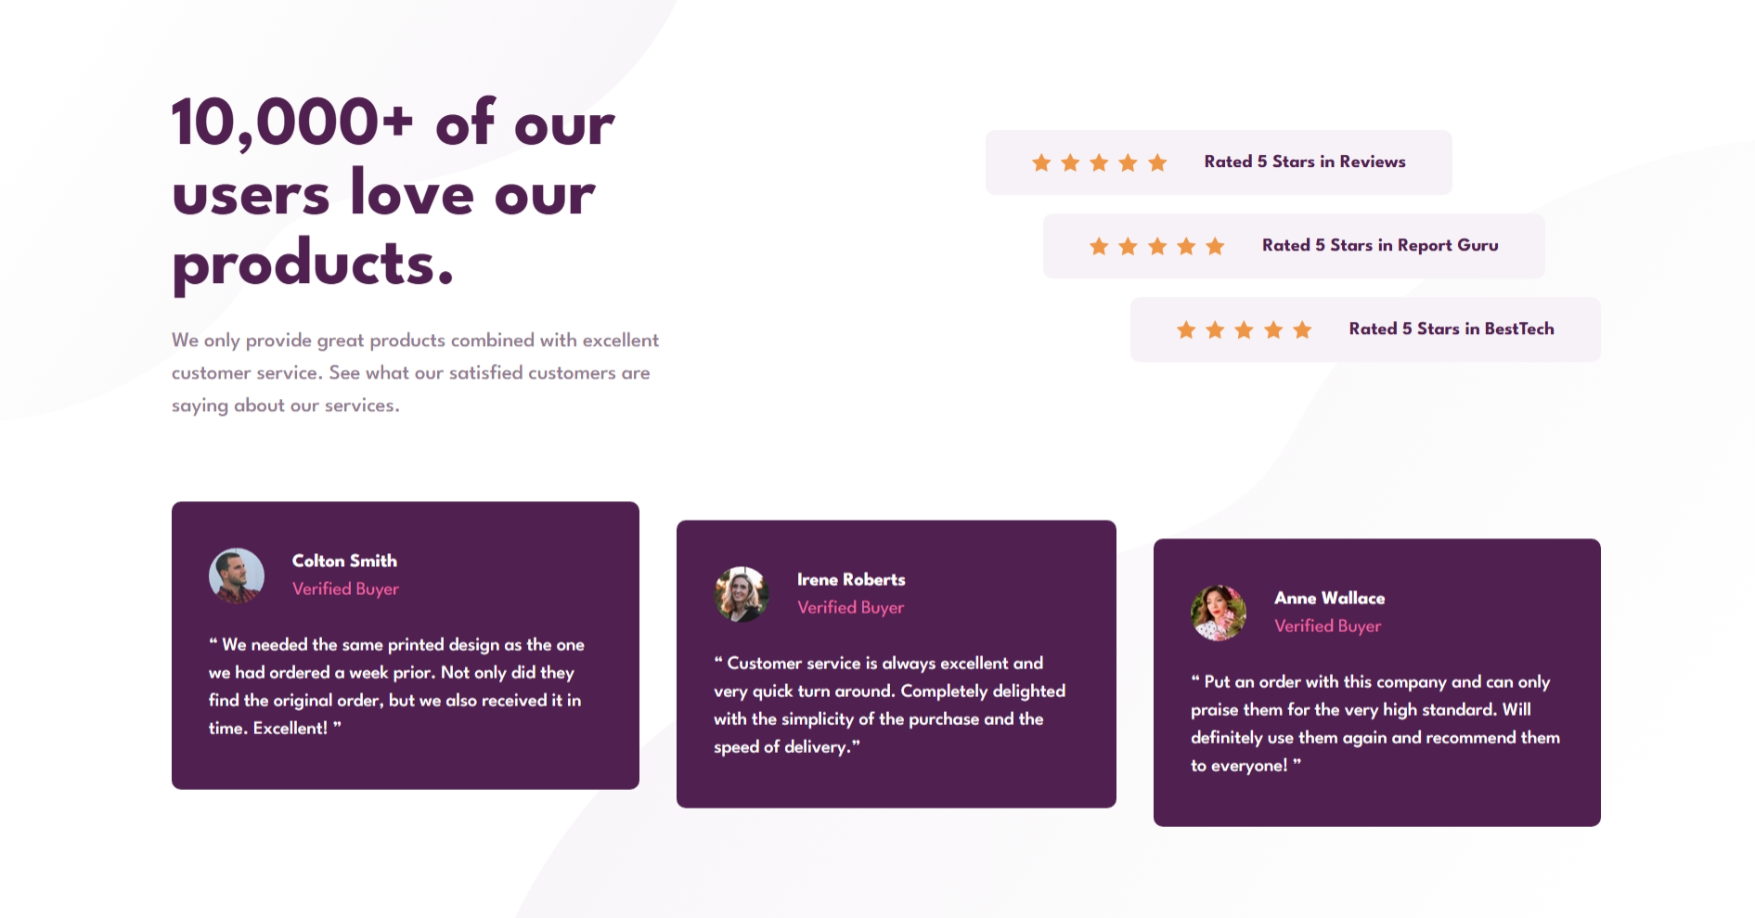 10,000+ of our
users love our
products.
We only provide great products combined with excellent
customer service. See what our satisfied customers are
saying about our services.
Rated 5 Stars in Reviews
Rated 5 Stars in Report Guru
Rated 5 Stars in BestTech
Colton Smith
Verified Buyer
“ We needed the same printed design as the one
we had ordered a week prior. Not only did they
find the original order, but we also received it in
time. Excellent! ”
Irene Roberts
Verified Buyer
“ Customer service is always excellent and
very quick turn around. Completely delighted
with the simplicity of the purchase and the
speed of delivery.”
Anne Wallace
Verified Buyer
“ Put an order with this company and can only
praise them for the very high standard. Will
definitely use them again and recommend them
to everyone! ”